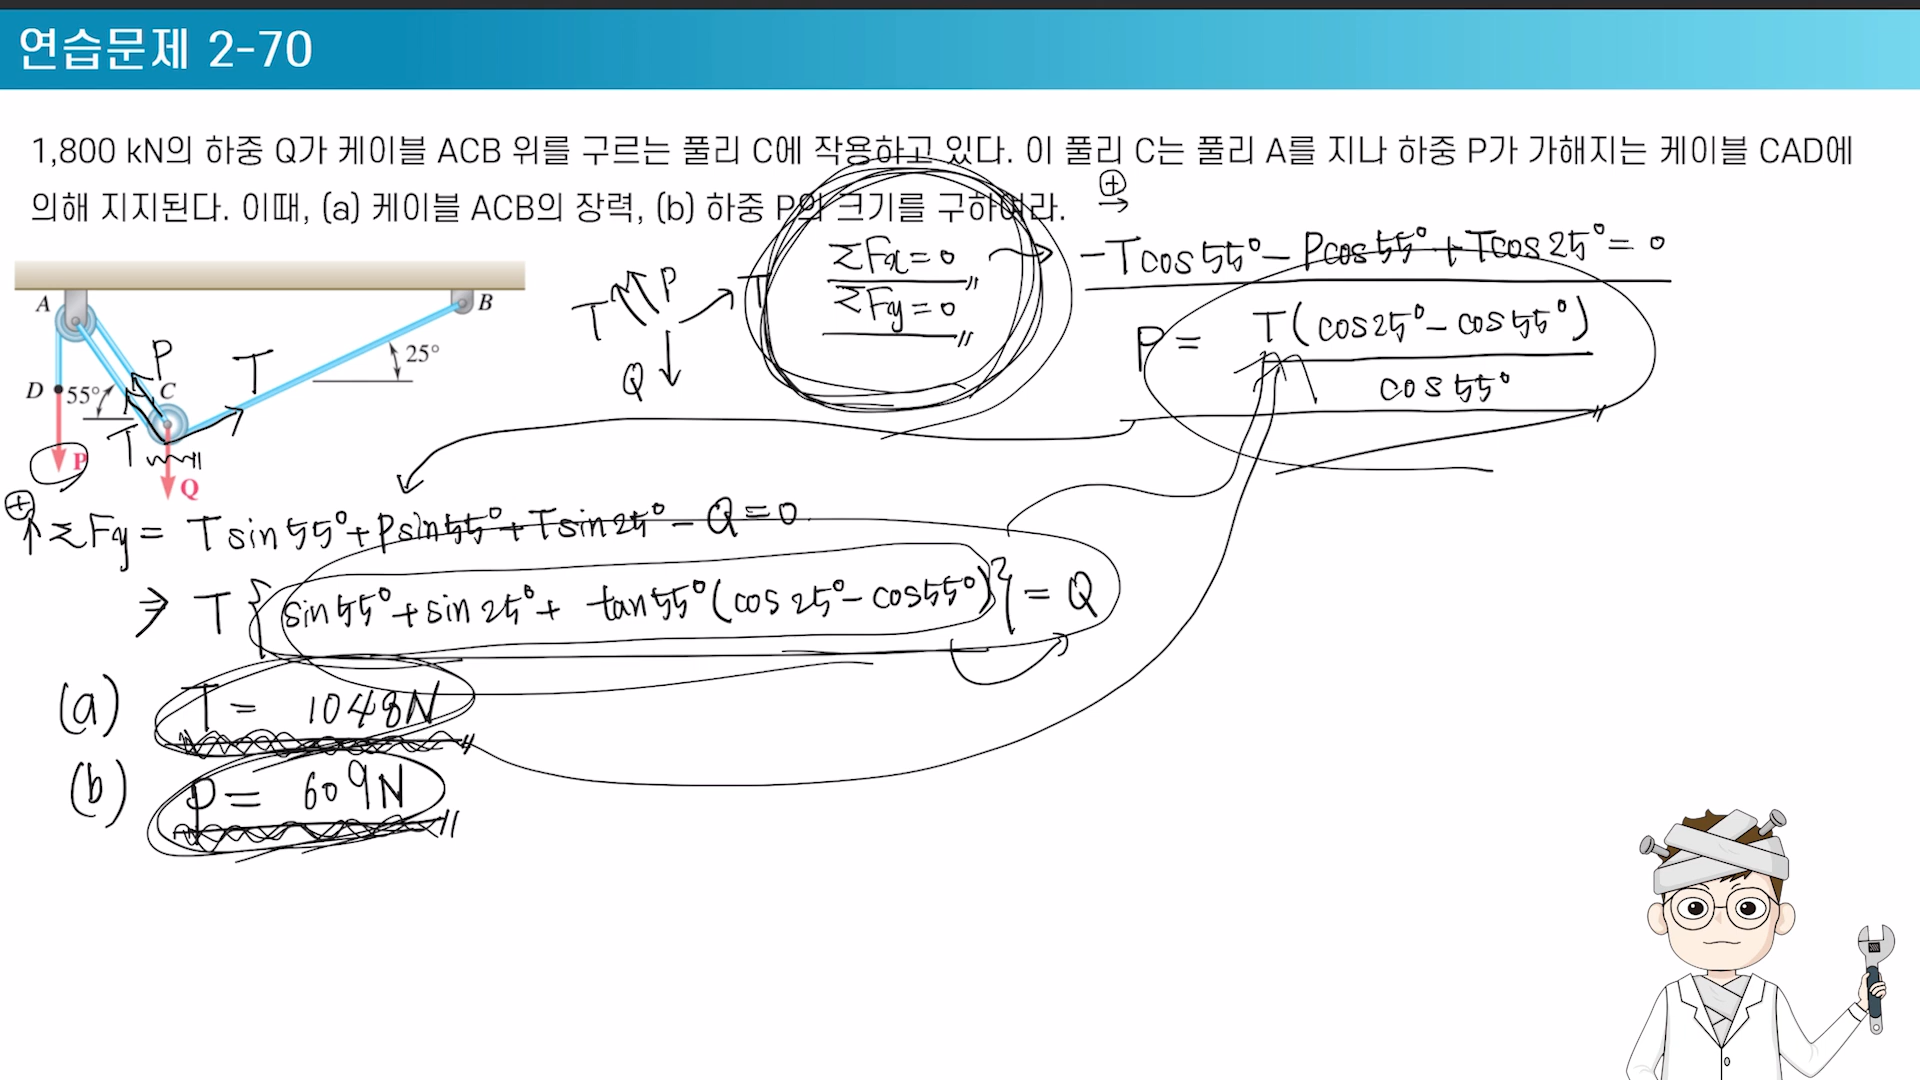 연습문제 2-70
1,800 kN의 하중 Q가 케이블 ACB 위를 구르는 풀리 C에 작용하고 있다. 이 풀리 C는 풀리 A를 지나 하중 P가 가해지는 케이블 CAD에
의해 지지된다. 이때, (a) 케이블 ACB의 장력, (b) 하중 P의 크기를 구하여라.
A
B
P
T
25°
D
55°
C
T
P
Q
T P
T
Q
ΣFx = 0
ΣFy = 0
-Tcos55° - Pcos55° + Tcos25° = 0
P = T(cos25° - cos55°)
cos55°
ΣFy = Tsin55° + Psin55° + Tsin25° - Q = 0
⇒ T{sin55° + sin25° + tan55°(cos25° - cos55°)} = Q
(a) T = 1048N
(b) P = 609N